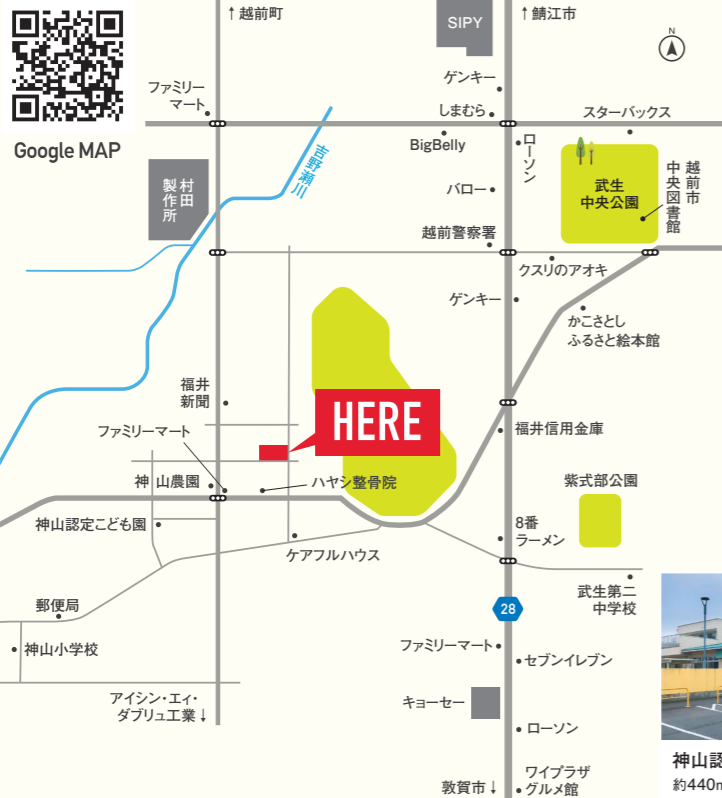 ↑越前町
SIPY
↑鯖江市
N
Google MAP
ファミリー
マート
ゲンキー
しまむら
BigBelly
ローソン
スターバックス
吉野瀬川
村田
製作所
バロー
武生
中央公園
越前市
中央図書館
越前警察署
クスリのアオキ
ゲンキー
かこさとし
ふるさと絵本館
福井
新聞
HERE
ファミリーマート
福井信用金庫
神山農園
ハヤシ整骨院
紫式部公園
神山認定こども園
8番
ラーメン
ケアフルハウス
武生第二
中学校
郵便局
28
神山小学校
ファミリーマート
セブンイレブン
アイシン・エィ・
ダブリュ工業↓
キョーセー
ローソン
敦賀市↓
ワイプラザ
グルメ館
神山認
約440